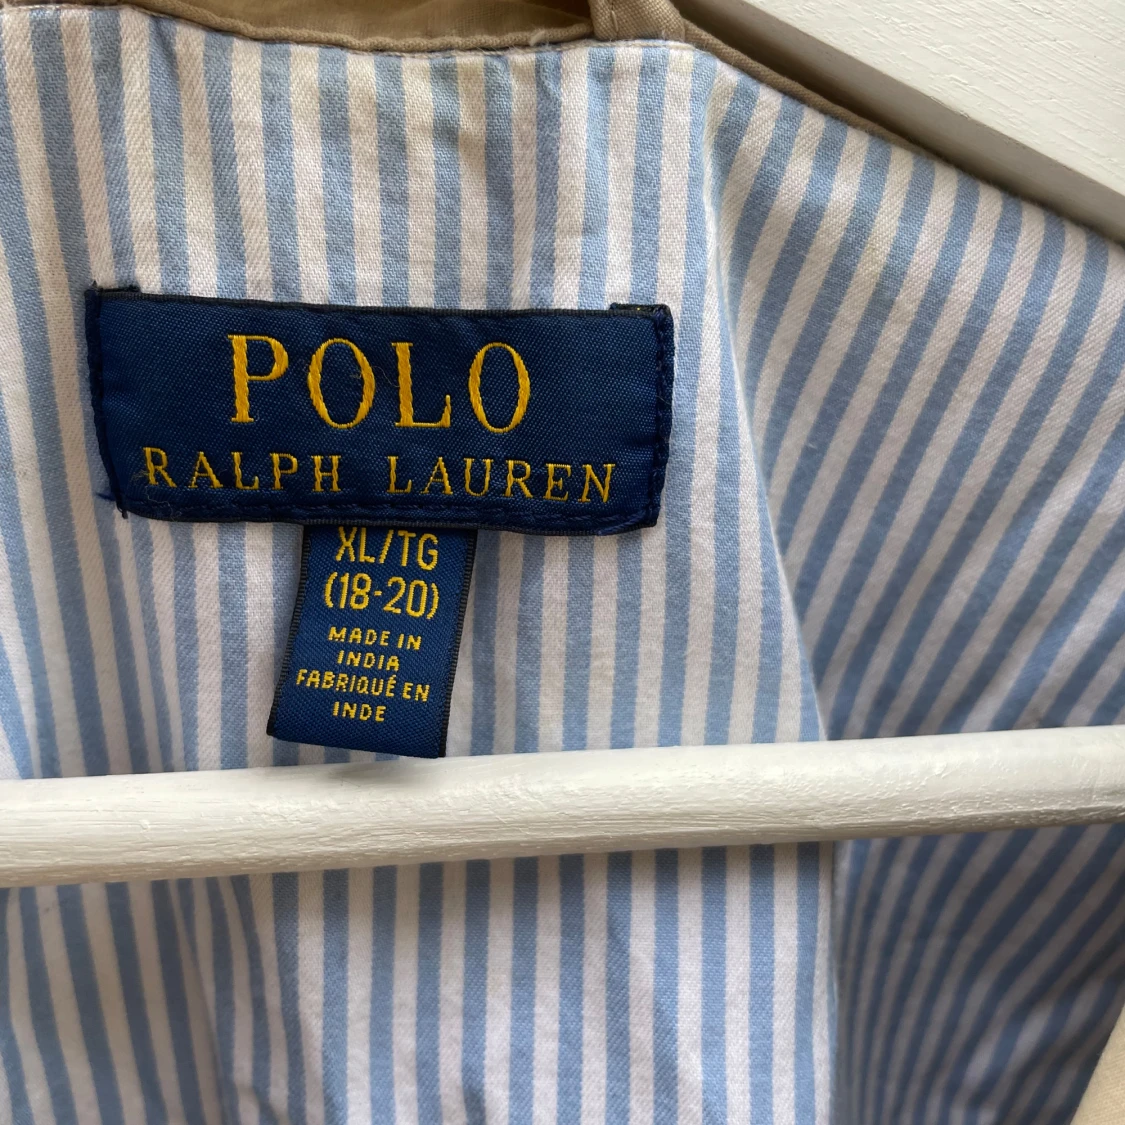 POLO
RALPH LAUREN
XL/TG
(18-20)
MADE IN
INDIA
FABRIQUÉ EN
INDE